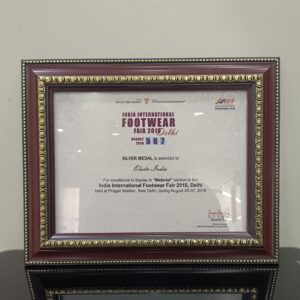 INDIA INTERNATIONAL
FOOTWEAR
FAIR 2016
Delhi
AUGUST
2016
5 6 7
SILVER MEDAL is awarded to
Elasto India
For excellence in display in "Material" section in the
India International Footwear Fair 2016, Delhi
held at Pragati Maidan, New Delhi, during August 05-07, 2016